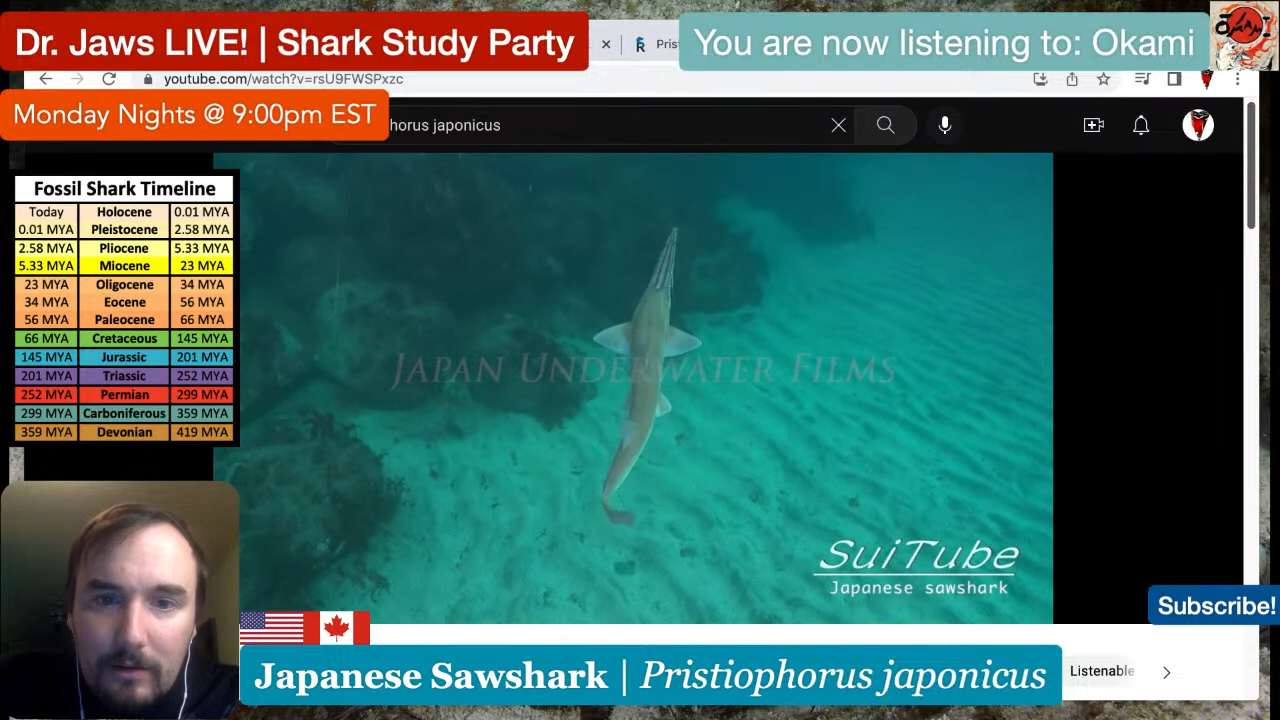 Dr. Jaws LIVE! | Shark Study Party
Pris
You are now listening to: Okami
ŌKAMI
youtube.com/watch?v=rsU9FWSPxzc
Monday Nights @ 9:00pm EST
horus japonicus
Fossil Shark Timeline
Today Holocene 0.01 MYA
0.01 MYA Pleistocene 2.58 MYA
2.58 MYA Pliocene 5.33 MYA
5.33 MYA Miocene 23 MYA
23 MYA Oligocene 34 MYA
34 MYA Eocene 56 MYA
56 MYA Paleocene 66 MYA
66 MYA Cretaceous 145 MYA
145 MYA Jurassic 201 MYA
201 MYA Triassic 252 MYA
252 MYA Permian 299 MYA
299 MYA Carboniferous 359 MYA
359 MYA Devonian 419 MYA
JAPAN UNDERWATER FILMS
SuiTube
Japanese sawshark
Subscribe!
Japanese Sawshark | Pristiophorus japonicus
Listenable